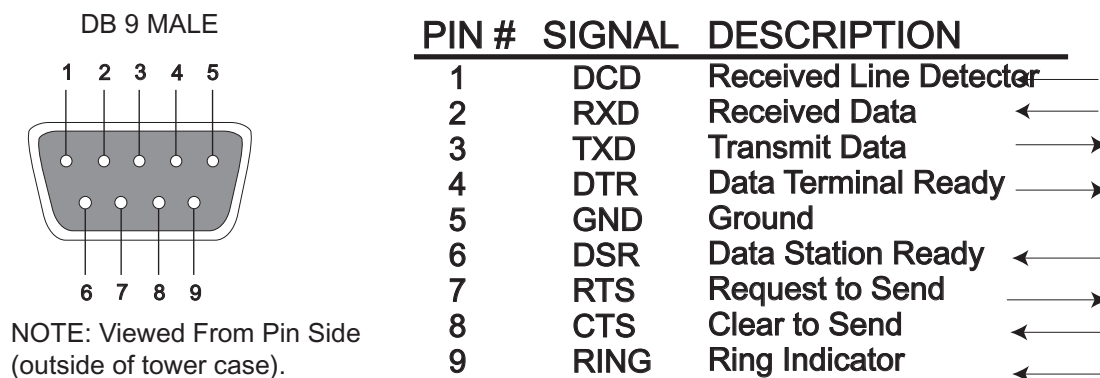 DB 9 MALE
1 2 3 4 5
6 7 8 9
NOTE: Viewed From Pin Side
(outside of tower case).
PIN # SIGNAL DESCRIPTION
1 DCD Received Line Detector
2 RXD Received Data
3 TXD Transmit Data
4 DTR Data Terminal Ready
5 GND Ground
6 DSR Data Station Ready
7 RTS Request to Send
8 CTS Clear to Send
9 RING Ring Indicator